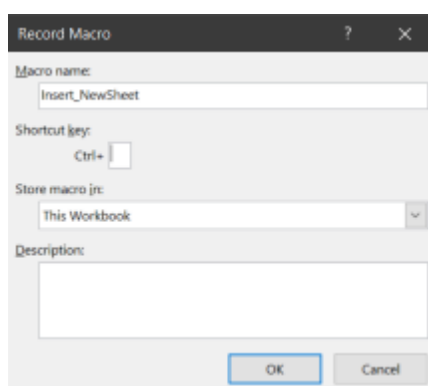 Record Macro ? ×
Macro name:
Insert_NewSheet
Shortcut key:
Ctrl+
Store macro in:
This Workbook
Description:
OK Cancel